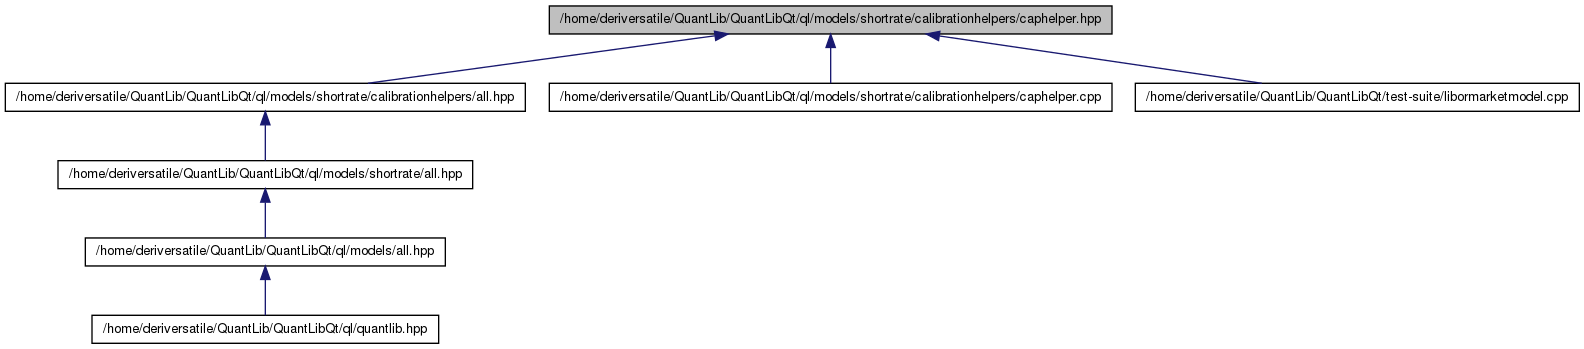 /home/deriversatile/QuantLib/QuantLibQt/ql/models/shortrate/calibrationhelpers/caphelper.hpp
/home/deriversatile/QuantLib/QuantLibQt/ql/models/shortrate/calibrationhelpers/all.hpp
/home/deriversatile/QuantLib/QuantLibQt/ql/models/shortrate/calibrationhelpers/caphelper.cpp
/home/deriversatile/QuantLib/QuantLibQt/test-suite/libormarketmodel.cpp
/home/deriversatile/QuantLib/QuantLibQt/ql/models/shortrate/all.hpp
/home/deriversatile/QuantLib/QuantLibQt/ql/models/all.hpp
/home/deriversatile/QuantLib/QuantLibQt/ql/quantlib.hpp